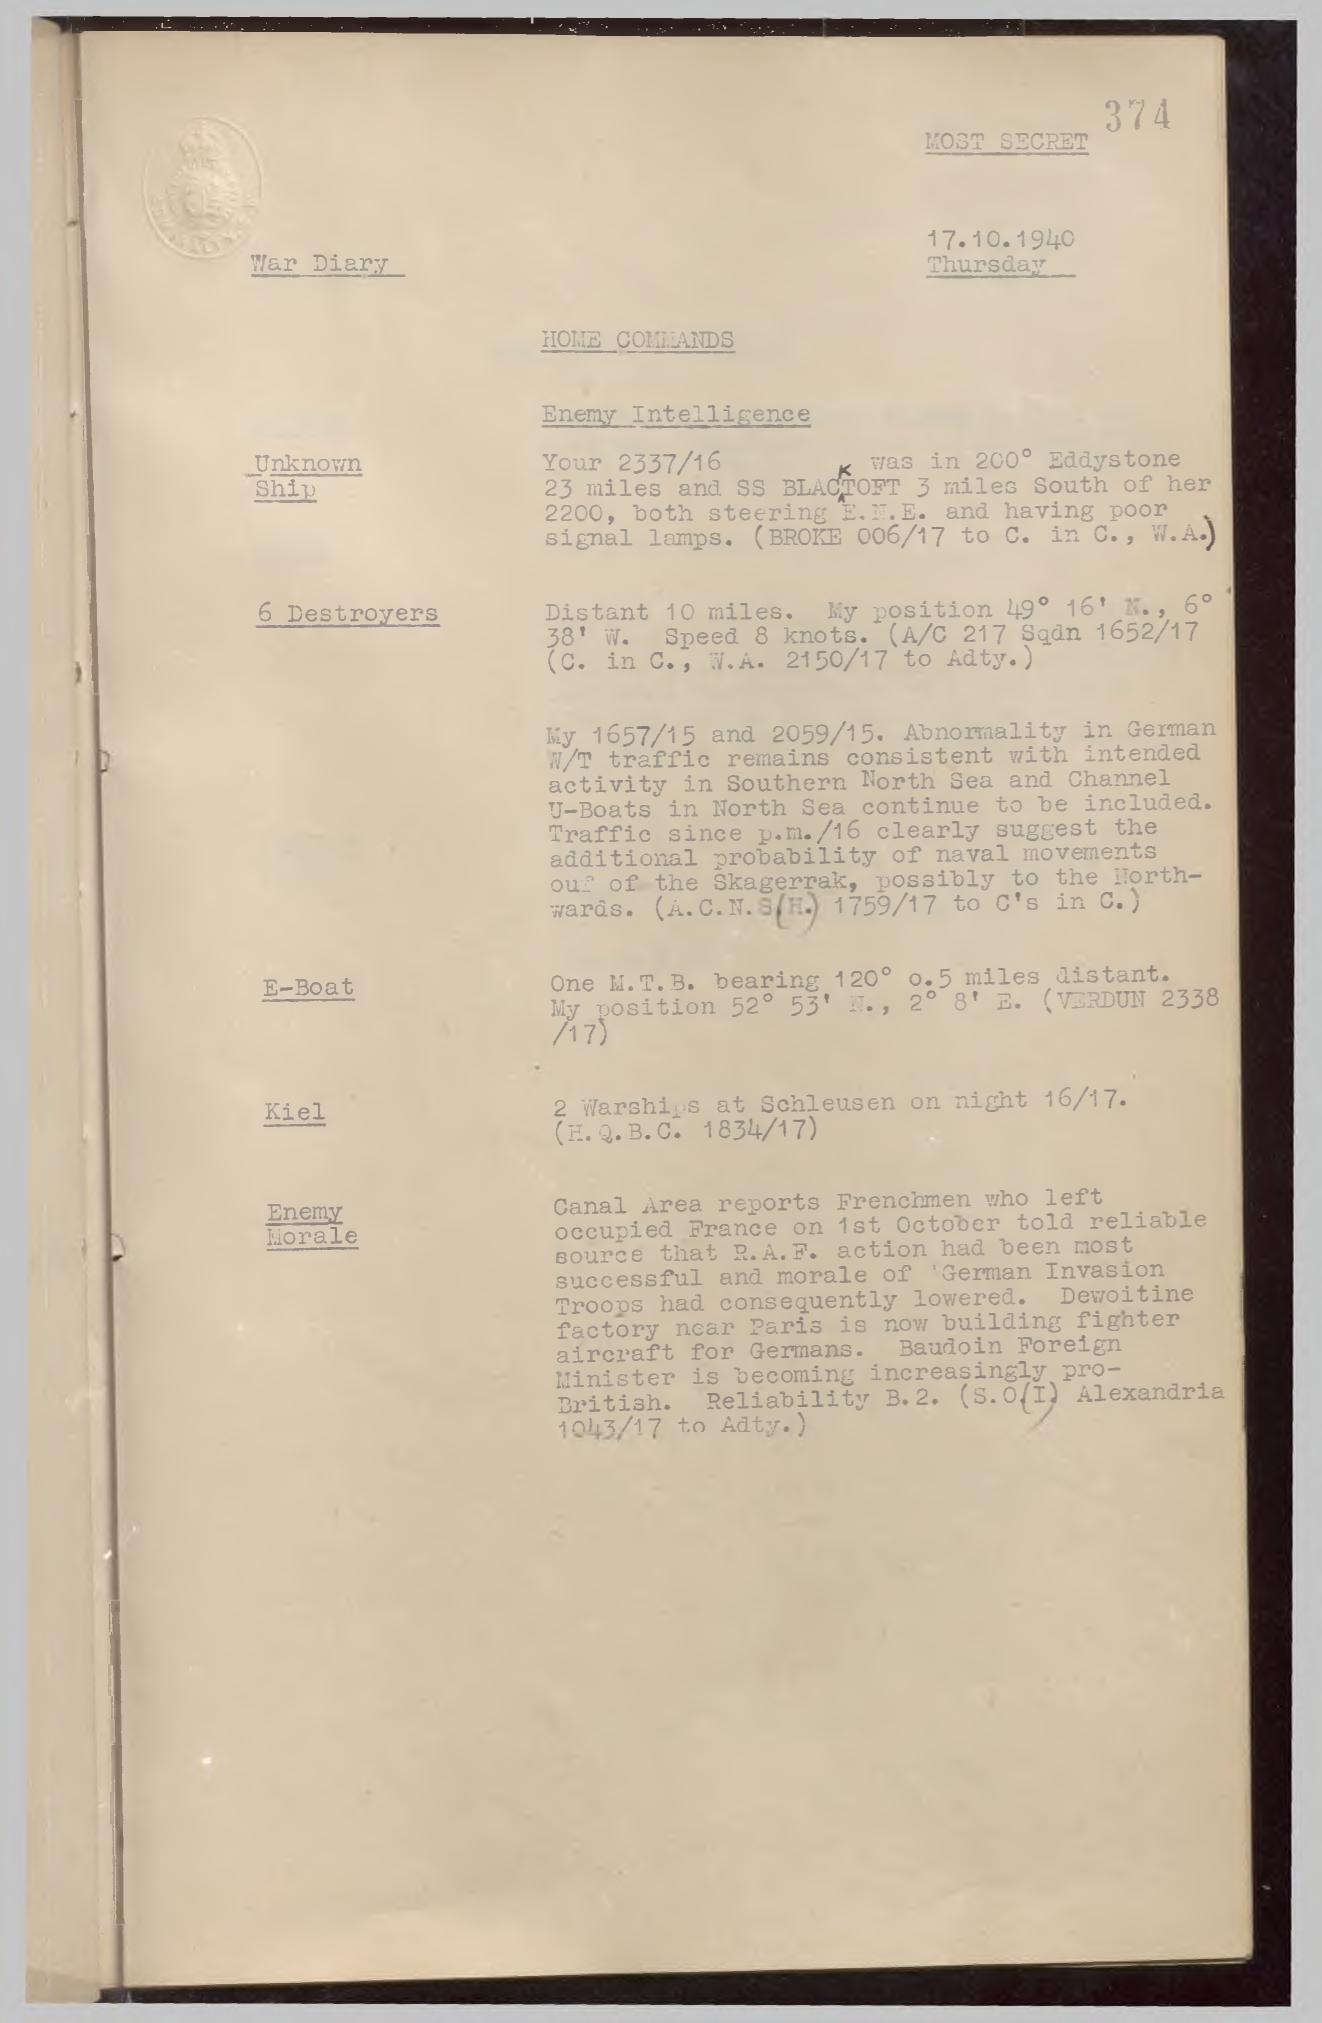 374
MOST SECRET
17.10.1940
War Diary
Thursday
HOME COMMANDS
Enemy Intelligence
Unknown
Ship
Your 2337/16 was in 200° Eddystone
23 miles and SS BLACKTOFT 3 miles South of her
2200, both steering E.N.E. and having poor
signal lamps. (BROKE 006/17 to C. in C., W.A.)
6 Destroyers
Distant 10 miles. My position 49° 16' N., 6°
38' W. Speed 8 knots. (A/C 217 Sqdn 1652/17
(C. in C., W.A. 2150/17 to Adty.)
My 1657/15 and 2059/15. Abnormality in German
W/T traffic remains consistent with intended
activity in Southern North Sea and Channel
U-Boats in North Sea continue to be included.
Traffic since p.m./16 clearly suggest the
additional probability of naval movements
out of the Skagerrak, possibly to the North-
wards. (A.C.N.S(H.) 1759/17 to C's in C.)
E-Boat
One M.T.B. bearing 120° 0.5 miles distant.
My position 52° 53' N., 2° 8' E. (VERDUN 2338
/17)
Kiel
2 Warships at Schleusen on night 16/17.
(H.Q.B.C. 1834/17)
Enemy
Morale
Canal Area reports Frenchmen who left
occupied France on 1st October told reliable
source that R.A.F. action had been most
successful and morale of 'German Invasion
Troops had consequently lowered. Dewoitine
factory near Paris is now building fighter
aircraft for Germans. Baudoin Foreign
Minister is becoming increasingly pro-
British. Reliability B.2. (S.O(I) Alexandria
1043/17 to Adty.)